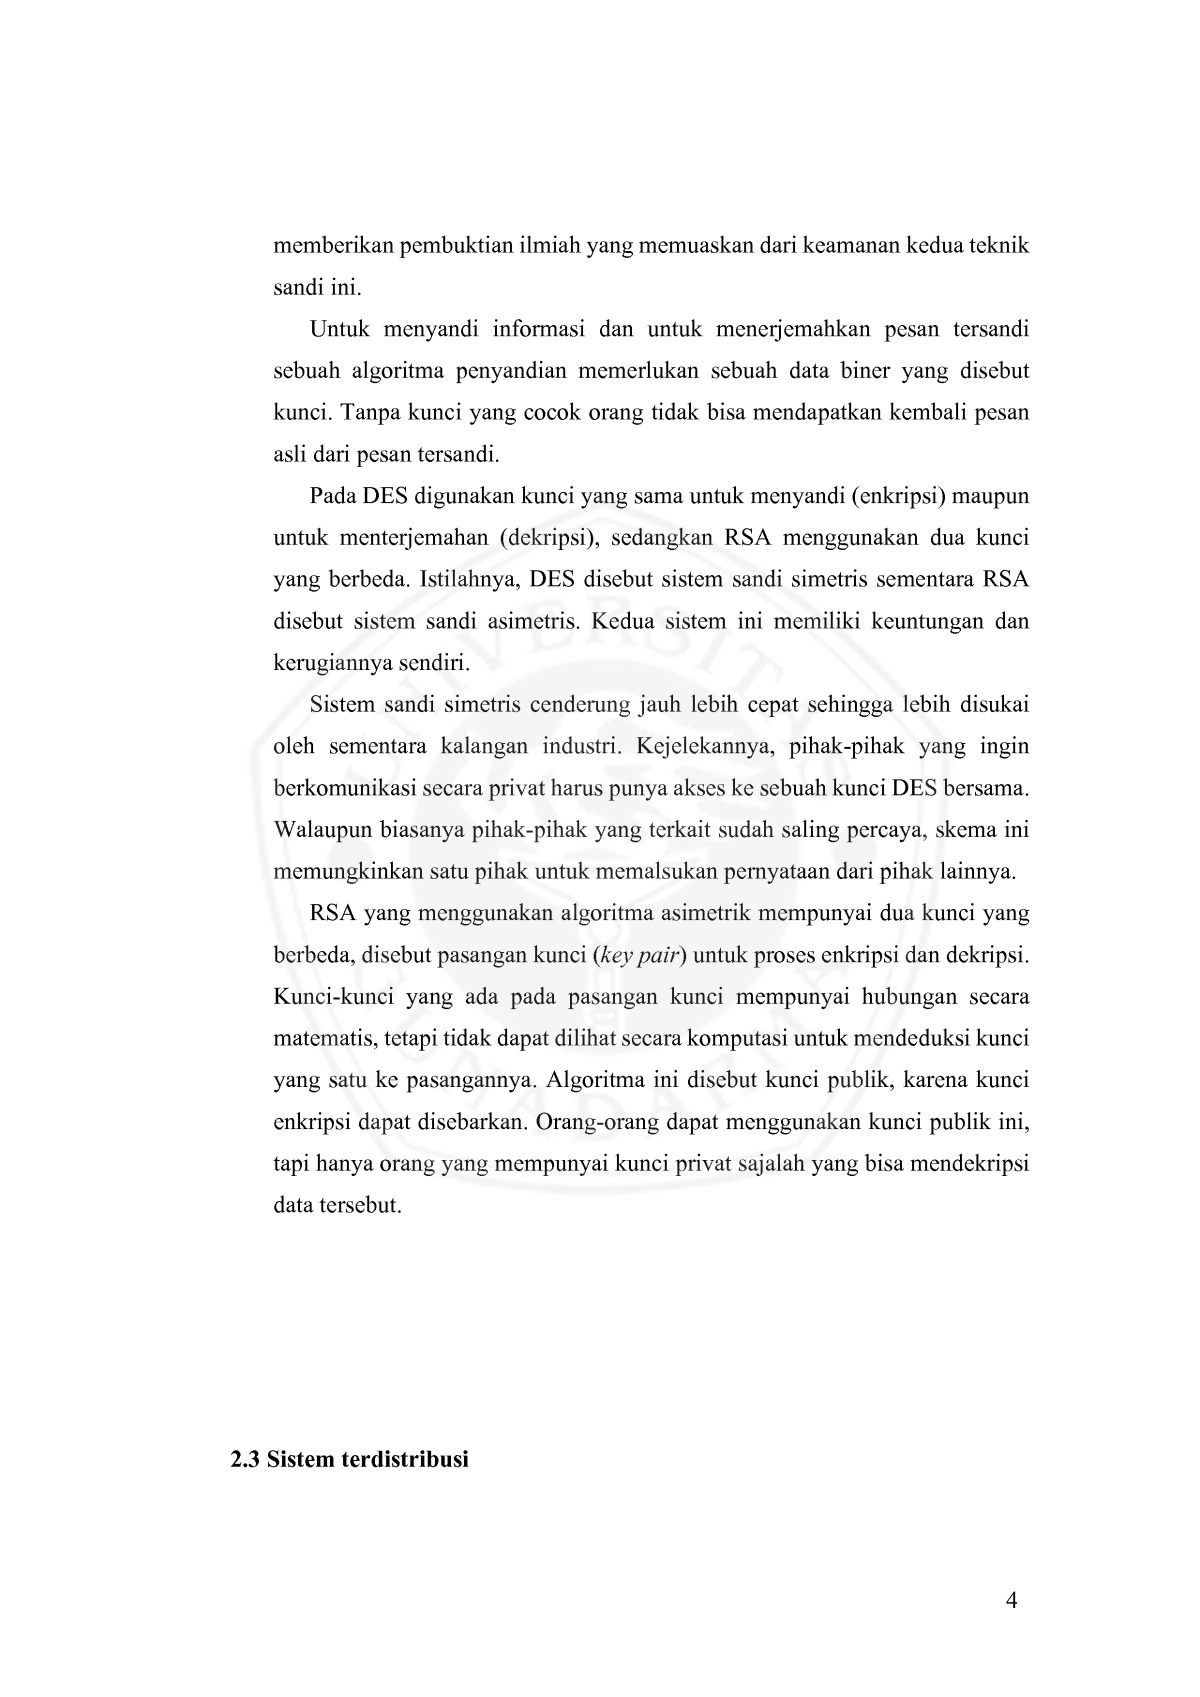 memberikan pembuktian ilmiah yang memuaskan dari keamanan kedua teknik
sandi ini.
Untuk menyandi informasi dan untuk menerjemahkan pesan tersandi
sebuah algoritma penyandian memerlukan sebuah data biner yang disebut
kunci. Tanpa kunci yang cocok orang tidak bisa mendapatkan kembali pesan
asli dari pesan tersandi.
Pada DES digunakan kunci yang sama untuk menyandi (enkripsi) maupun
untuk menterjemahan (dekripsi), sedangkan RSA menggunakan dua kunci
yang berbeda. Istilahnya, DES disebut sistem sandi simetris sementara RSA
disebut sistem sandi asimetris. Kedua sistem ini memiliki keuntungan dan
kerugiannya sendiri.
Sistem sandi simetris cenderung jauh lebih cepat sehingga lebih disukai
oleh sementara kalangan industri. Kejelekannya, pihak-pihak yang ingin
berkomunikasi secara privat harus punya akses ke sebuah kunci DES bersama.
Walaupun biasanya pihak-pihak yang terkait sudah saling percaya, skema ini
memungkinkan satu pihak untuk memalsukan pernyataan dari pihak lainnya.
RSA yang menggunakan algoritma asimetrik mempunyai dua kunci yang
berbeda, disebut pasangan kunci (key pair) untuk proses enkripsi dan dekripsi.
Kunci-kunci yang ada pada pasangan kunci mempunyai hubungan secara
matematis, tetapi tidak dapat dilihat secara komputasi untuk mendeduksi kunci
yang satu ke pasangannya. Algoritma ini disebut kunci publik, karena kunci
enkripsi dapat disebarkan. Orang-orang dapat menggunakan kunci publik ini,
tapi hanya orang yang mempunyai kunci privat sajalah yang bisa mendekripsi
data tersebut.
UNIVERSITAS
GUNADARMA
2.3 Sistem terdistribusi
4